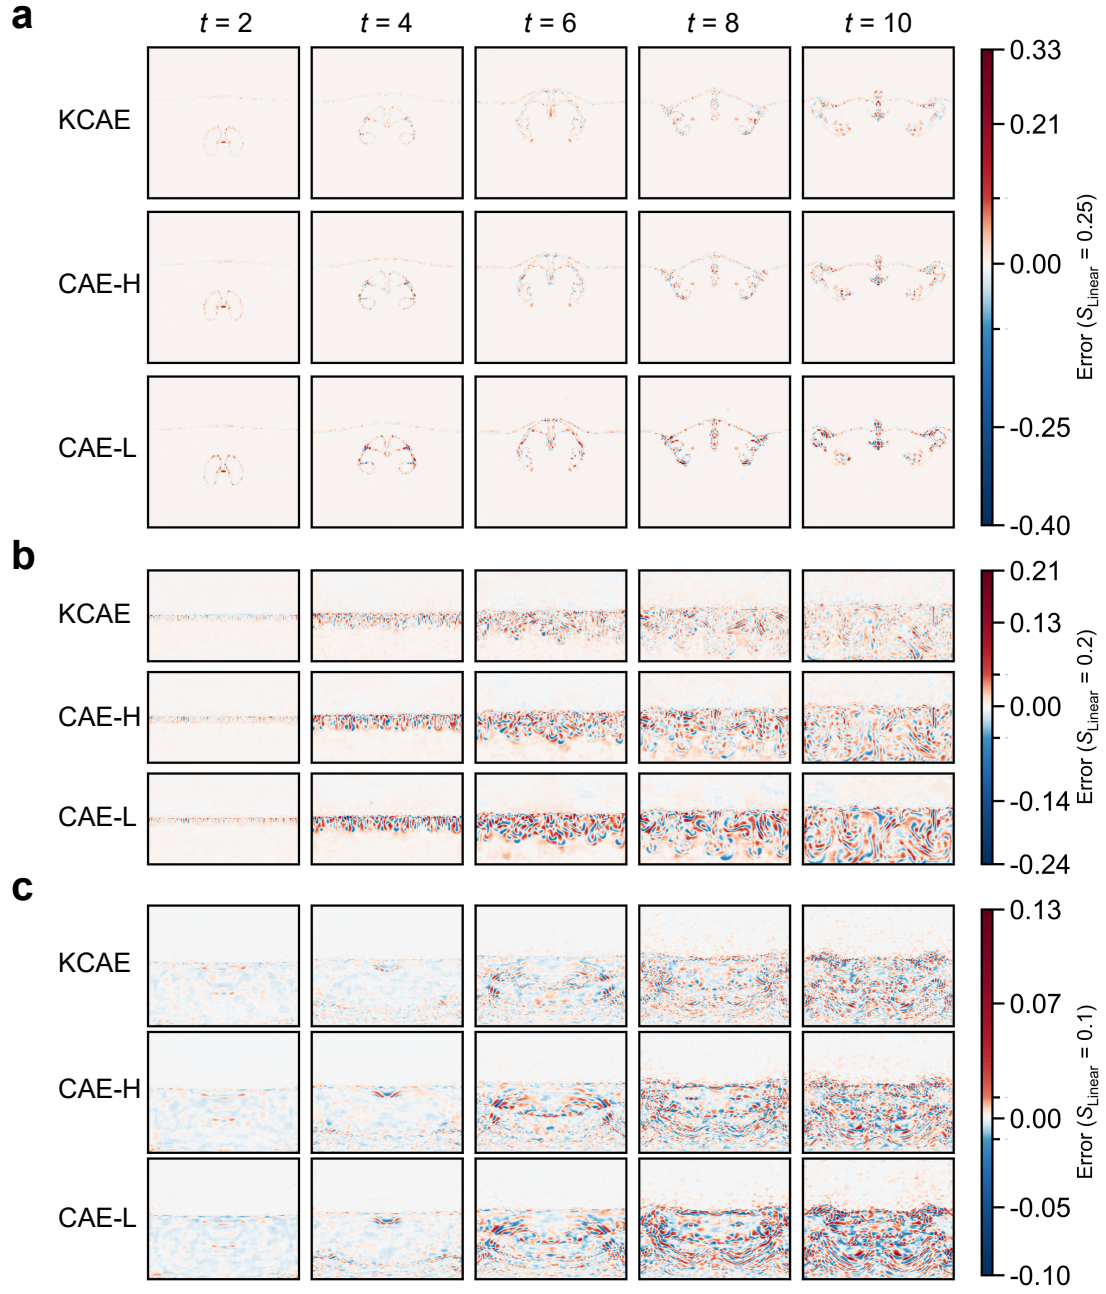 a
t = 2 t = 4 t = 6 t = 8 t = 10
KCAE
CAE-H
CAE-L
0.33
0.21
0.00
-0.25
-0.40
Error (SLinear = 0.25)
b
KCAE
CAE-H
CAE-L
0.21
0.13
0.00
-0.14
-0.24
Error (SLinear = 0.2)
c
KCAE
CAE-H
CAE-L
0.13
0.07
0.00
-0.05
-0.10
Error (SLinear = 0.1)